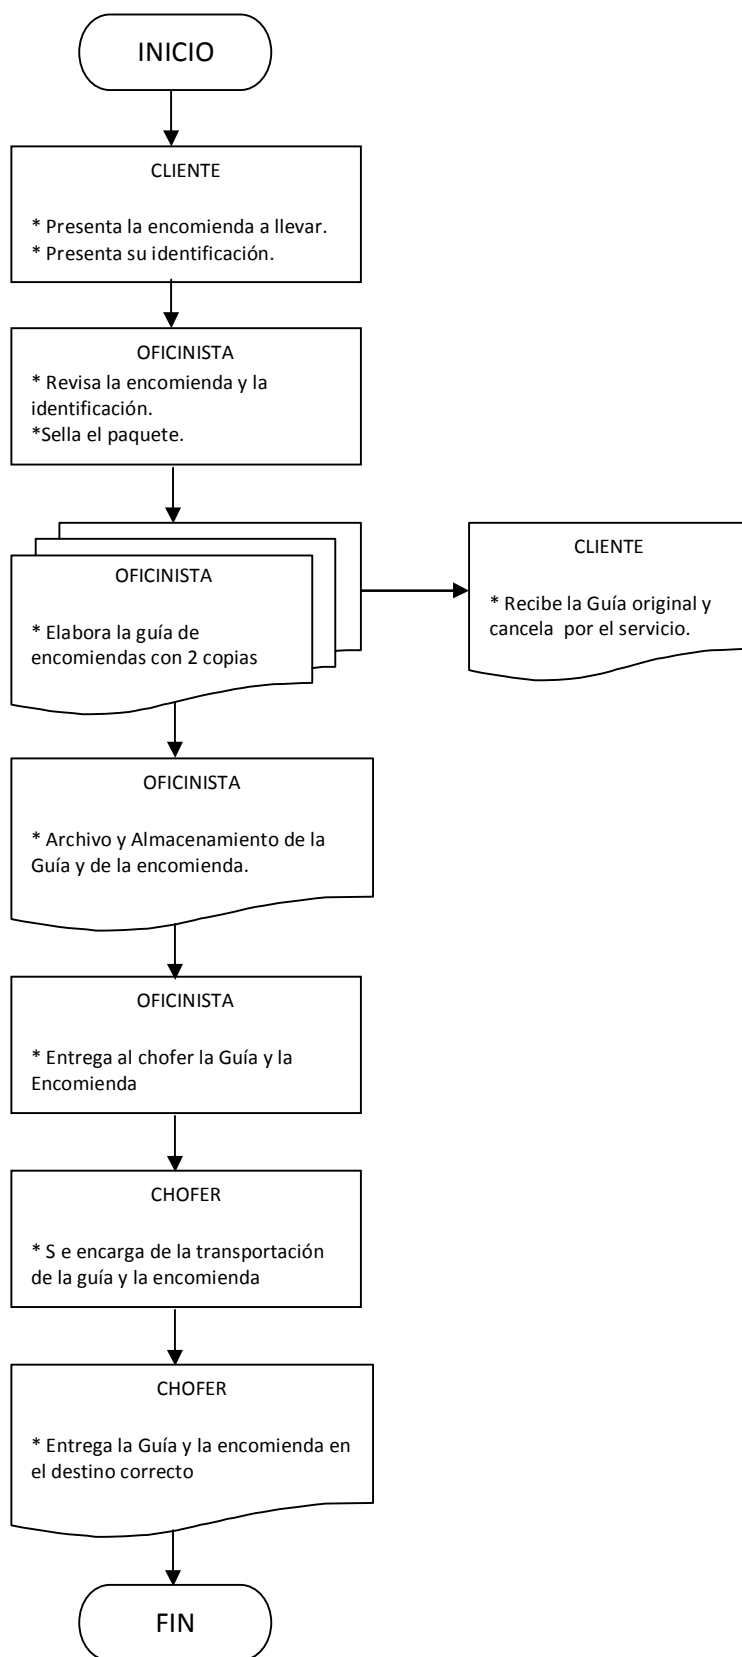 INICIO
CLIENTE
* Presenta la encomienda a llevar.
* Presenta su identificación.
OFICINISTA
* Revisa la encomienda y la
identificación.
*Sella el paquete.
OFICINISTA
* Elabora la guía de
encomiendas con 2 copias
CLIENTE
* Recibe la Guía original y
cancela  por el servicio.
OFICINISTA
* Archivo y Almacenamiento de la
Guía y de la encomienda.
OFICINISTA
* Entrega al chofer la Guía y la
Encomienda
CHOFER
* S e encarga de la transportación
de la guía y la encomienda
CHOFER
* Entrega la Guía y la encomienda en
el destino correcto
FIN